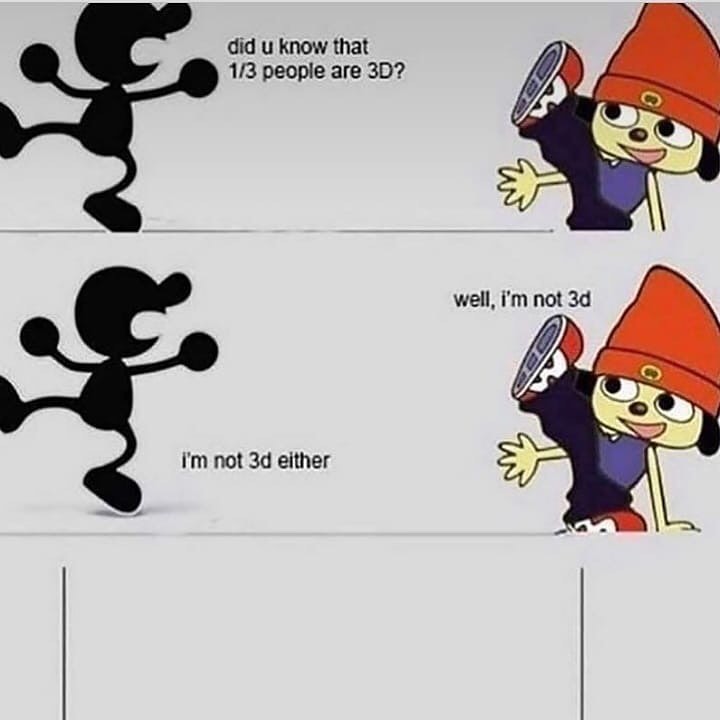 did u know that
1/3 people are 3D?
well, i'm not 3d
i'm not 3d either